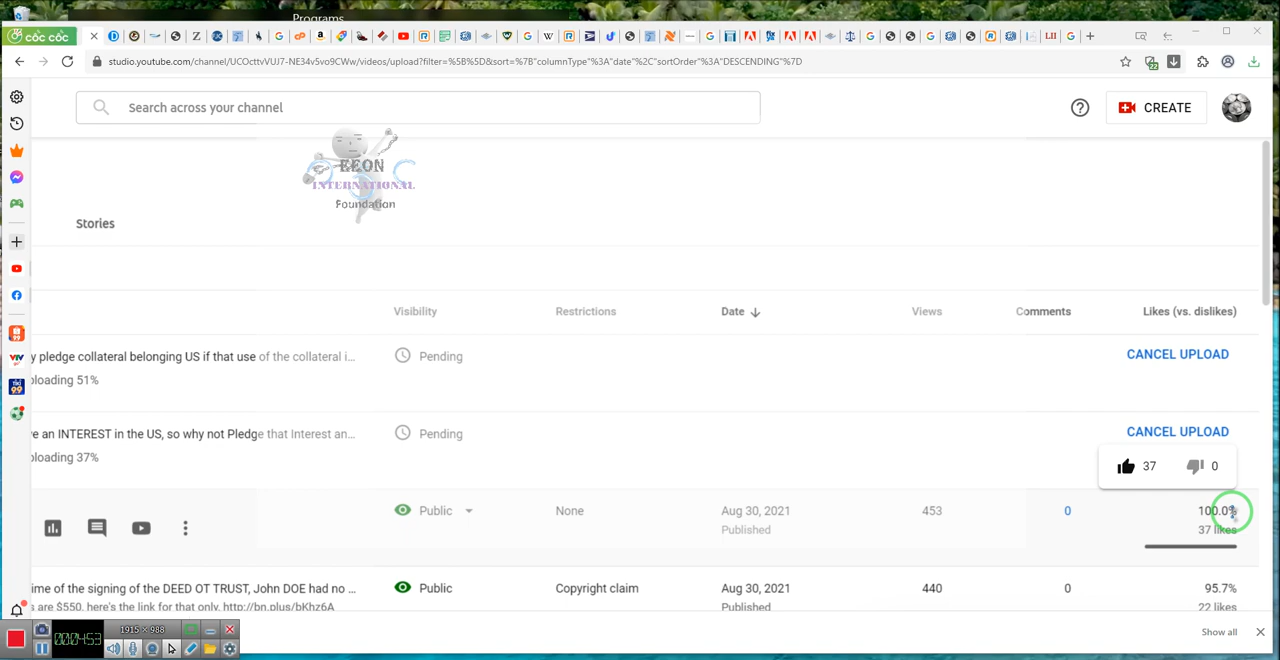 Programs
cốc cốc
studio.youtube.com/channel/UCOcttvVUJ7-NE34v5vo9CWw/videos/upload?filter=%5B%5D&sort=%7B"columnType"%3A"date"%2C"sortOrder"%3A"DESCENDING"%7D
Search across your channel
CREATE
EEON
INTERNATIONAL
Foundation
Stories
Visibility Restrictions Date Views Comments Likes (vs. dislikes)
y pledge collateral belonging US if that use of the collateral i... Pending CANCEL UPLOAD
ploading 51%
ve an INTEREST in the US, so why not Pledge that Interest an... Pending CANCEL UPLOAD
ploading 37%
37 0
Public None Aug 30, 2021 453 0 100.0%
Published 37 likes
ime of the signing of the DEED OT TRUST, John DOE had no ... Public Copyright claim Aug 30, 2021 440 0 95.7%
s are $550. here's the link for that only. http://bn.plus/bKhz6A Published 22 likes
1915 × 988
000453
Show all